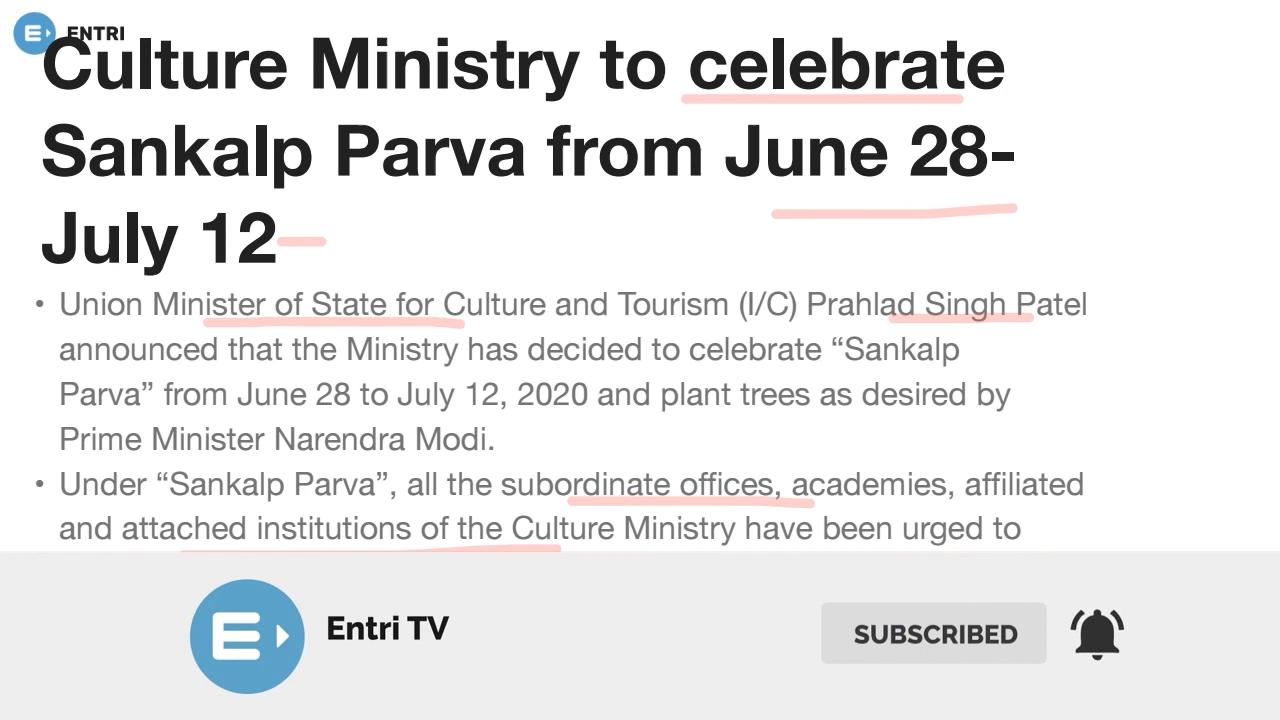 ENTRI
Culture Ministry to celebrate
Sankalp Parva from June 28-
July 12
• Union Minister of State for Culture and Tourism (I/C) Prahlad Singh Patel
announced that the Ministry has decided to celebrate “Sankalp
Parva” from June 28 to July 12, 2020 and plant trees as desired by
Prime Minister Narendra Modi.
• Under “Sankalp Parva”, all the subordinate offices, academies, affiliated
and attached institutions of the Culture Ministry have been urged to
Entri TV
SUBSCRIBED